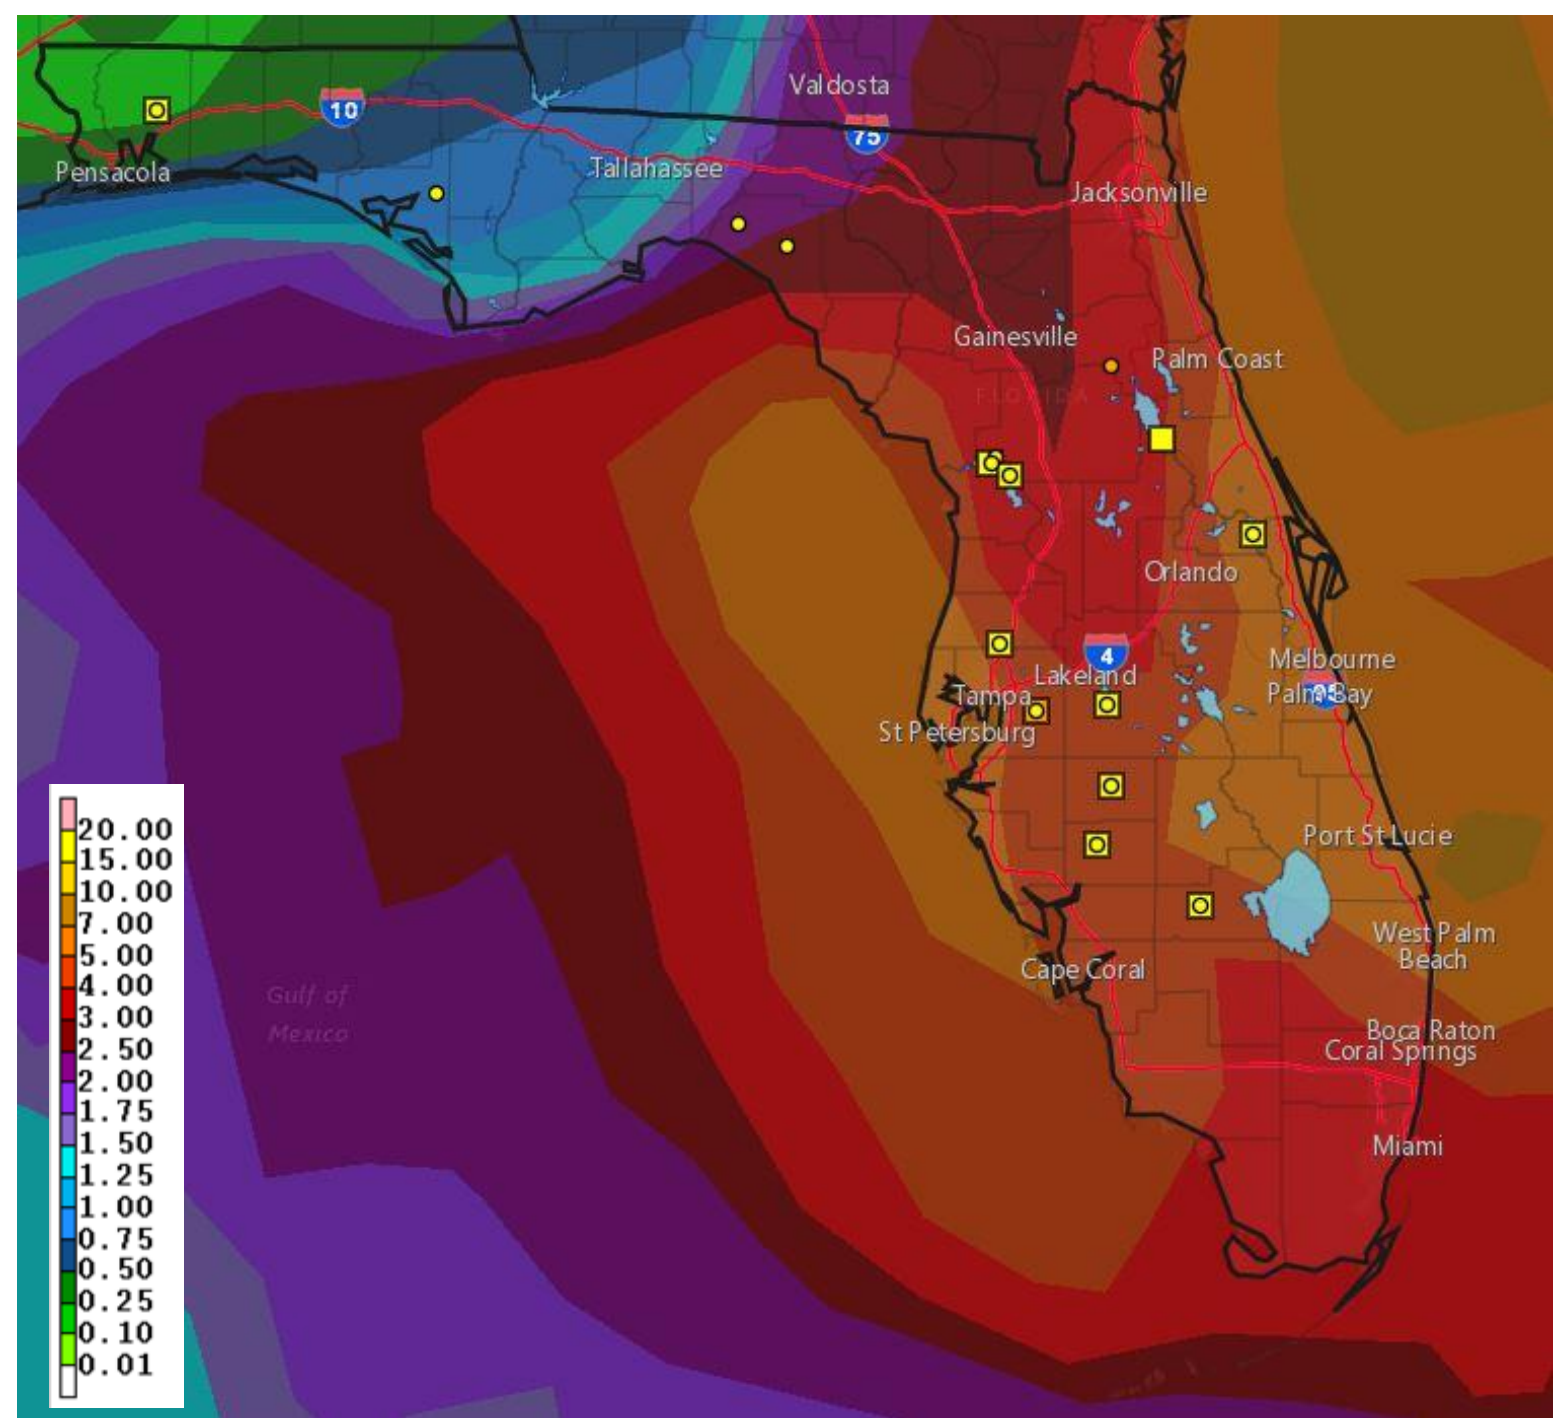 Valdosta
10
75
Pensacola
Tallahassee
Jacksonville
Gainesville
Palm Coast
FLORIDA
Orlando
4
Melbourne
Lakeland
Tampa
Palm Bay
95
St Petersburg
Port St Lucie
West Palm
Beach
Cape Coral
Gulf of
Mexico
Boca Raton
Coral Springs
Miami
20.00
15.00
10.00
7.00
5.00
4.00
3.00
2.50
2.00
1.75
1.50
1.25
1.00
0.75
0.50
0.25
0.10
0.01